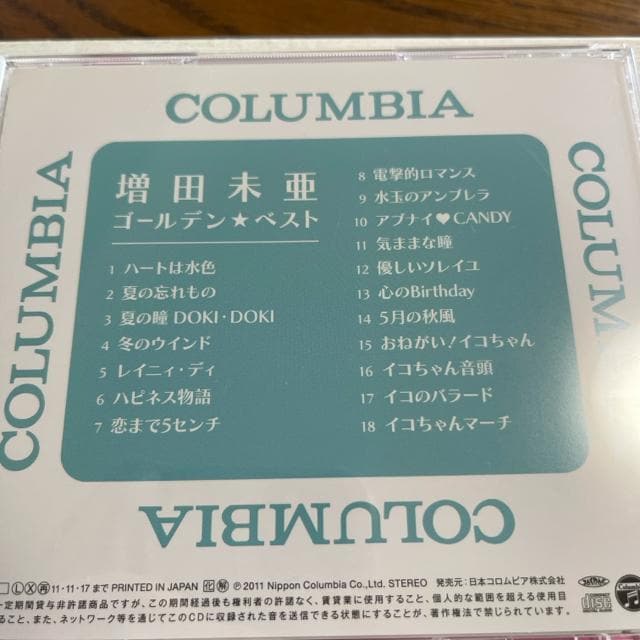 COLUMBIA
COLUMBIA
増田未亜
ゴールデン★ベスト
1 ハートは水色
2 夏の忘れもの
3 夏の瞳 DOKI・DOKI
4 冬のウインド
5 レイニィ・ディ
6 ハピネス物語
7 恋まで5センチ
8 電撃的ロマンス
9 水玉のアンブレラ
10 アブナイ♥CANDY
11 気ままな瞳
12 優しいソレイユ
13 心のBirthday
14 5月の秋風
15 おねがい!イコちゃん
16 イコちゃん音頭
17 イコのバラード
18 イコちゃんマーチ
COLUM
COLUMBIA
L X 再 11・11・17まで PRINTED IN JAPAN 化 解 ℗2011 Nippon Columbia Co.,Ltd. STEREO 発売元:日本コロムビア株式会社
一定期間貸与非許諾商品ですが、この期間経過後も権利者の許諾なく、賃貸業に使用すること、個人的な範囲を超える使用目
ること、また、ネットワーク等を通じてこのCDに収録された音を送信できる状態にすることが、著作権法で禁じられています。